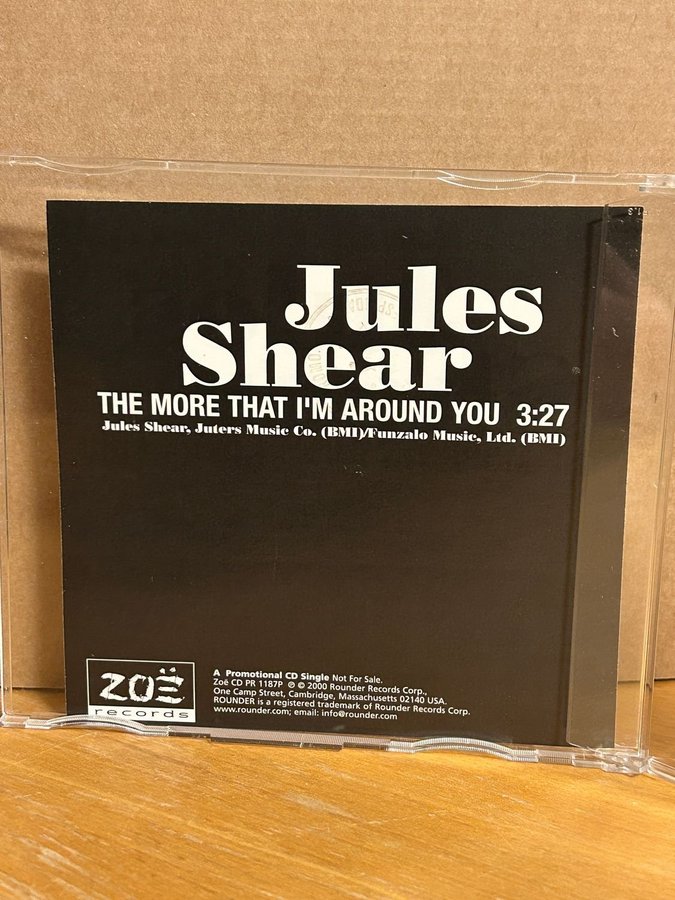 Jules
Shear
THE MORE THAT I'M AROUND YOU 3:27
Jules Shear, Juters Music Co. (BMI)/Funzalo Music, Ltd. (BMI)
ZOË
records
A Promotional CD Single Not For Sale.
Zoë CD PR 1187P ℗ © 2000 Rounder Records Corp.,
One Camp Street, Cambridge, Massachusetts 02140 USA.
ROUNDER is a registered trademark of Rounder Records Corp.
www.rounder.com; email: info@rounder.com